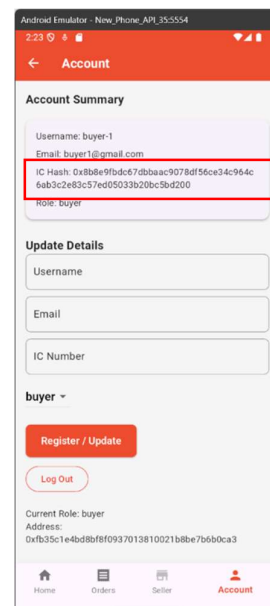 Android Emulator - New_Phone_API_35:5554
2:23
Account
Account Summary
Username: buyer-1
Email: buyer1@gmail.com
IC Hash: 0x8b8e9fbdc67dbbaac9078df56ce34c964c
6ab3c2e83c57ed05033b20bc5bd200
Role: buyer
Update Details
Username
Email
IC Number
buyer
Register / Update
Log Out
Current Role: buyer
Address:
0xfb35c1e4bd8bf8f0937013810021b8be7b6b0ca3
Home
Orders
Seller
Account